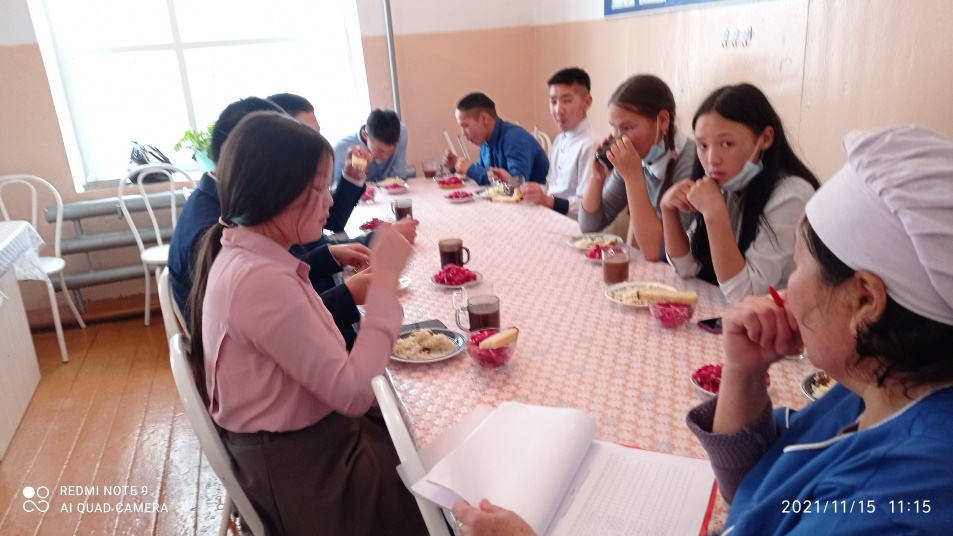 REDMI NOTE 9
AI QUAD CAMERA
2021/11/15 11:15